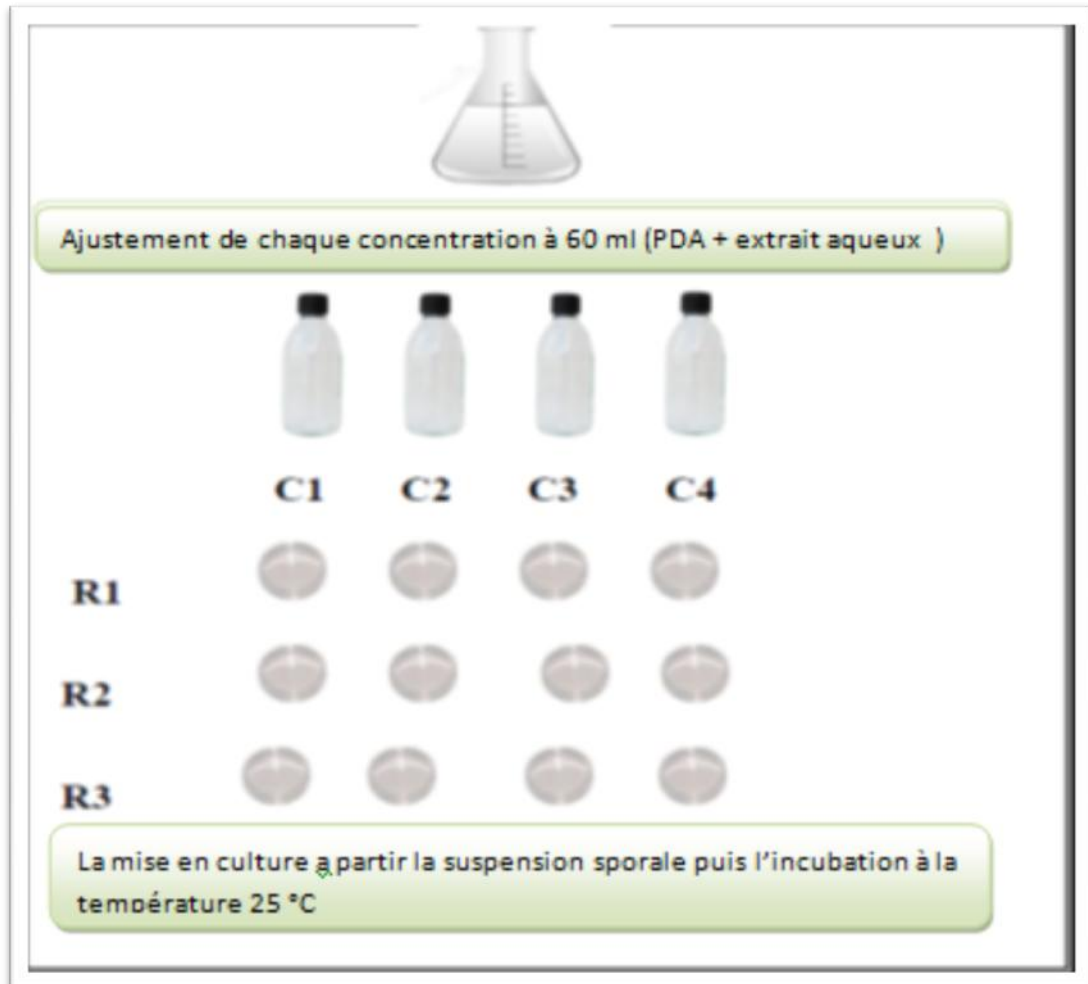 Ajustement de chaque concentration à 60 ml (PDA + extrait aqueux )
C1 C2 C3 C4
R1
R2
R3
La mise en culture a partir la suspension sporale puis l'incubation à la
température 25 °C